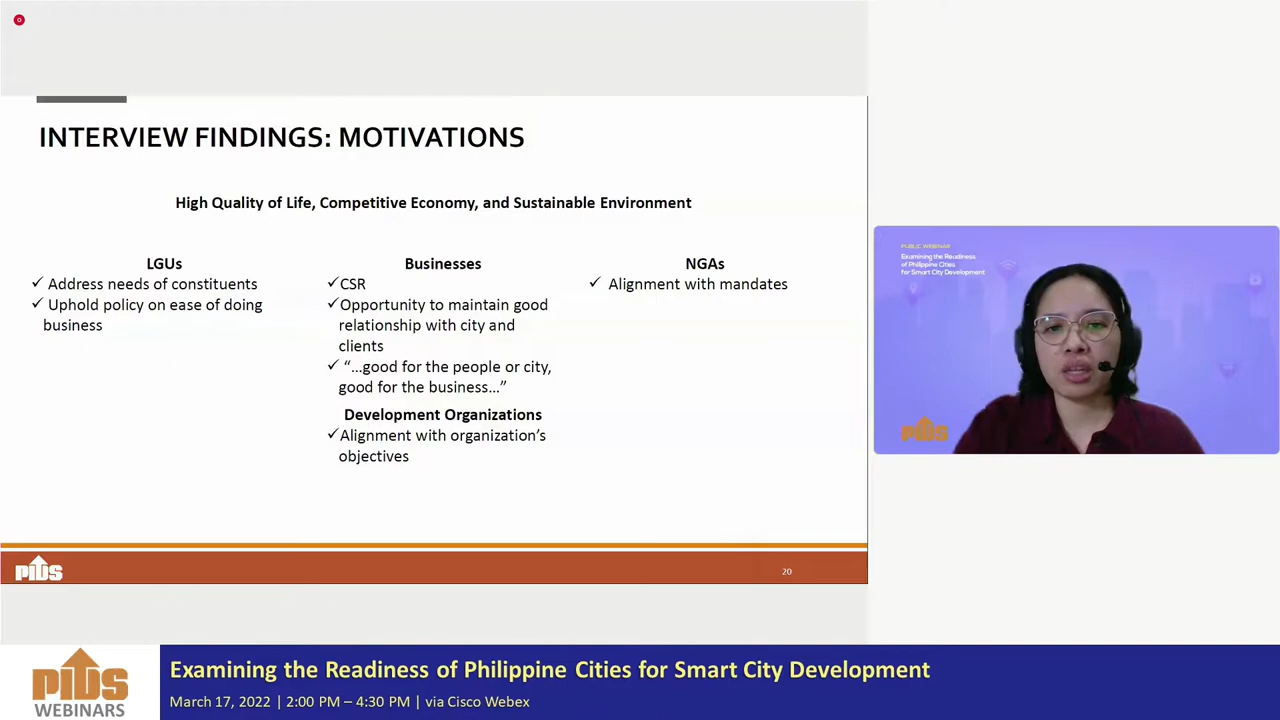 INTERVIEW FINDINGS: MOTIVATIONS
High Quality of Life, Competitive Economy, and Sustainable Environment
LGUs
✓ Address needs of constituents
✓ Uphold policy on ease of doing
business
Businesses
✓CSR
✓Opportunity to maintain good
relationship with city and
clients
✓ “…good for the people or city,
good for the business…”
Development Organizations
✓Alignment with organization’s
objectives
NGAs
✓ Alignment with mandates
PIDS
20
PUBLIC WEBINAR
Examining the Readiness
of Philippine Cities
for Smart City Development
PIDS
PIDS
WEBINARS
Examining the Readiness of Philippine Cities for Smart City Development
March 17, 2022 | 2:00 PM – 4:30 PM | via Cisco Webex